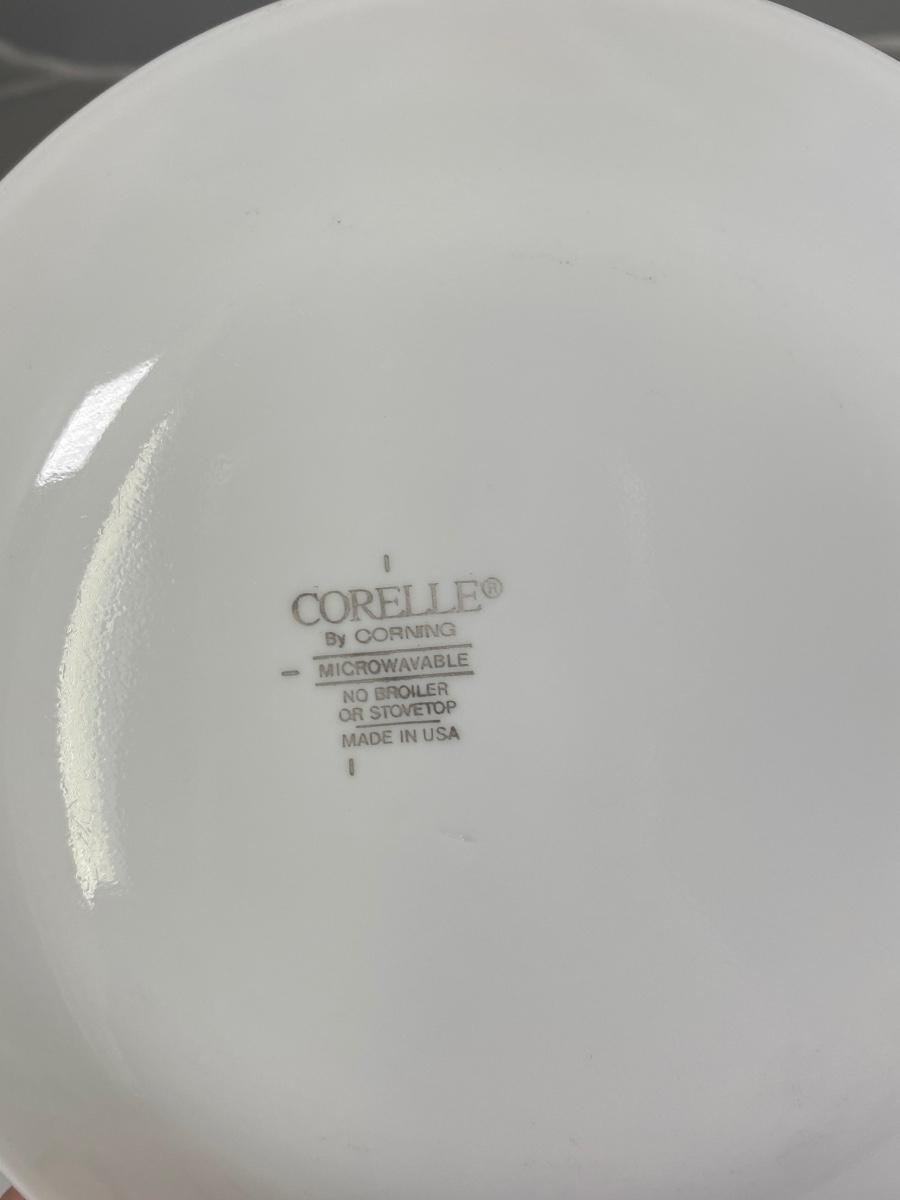 CORELLE®
By CORNING
MICROWAVABLE
NO BROILER
OR STOVETOP
MADE IN USA